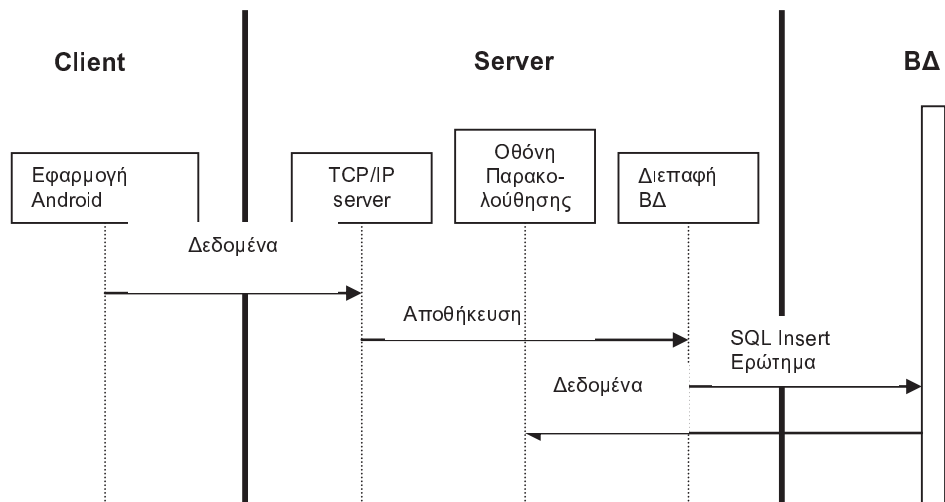 Client
Server
ΒΔ
Εφαρμογή
Android
TCP/IP
server
Οθόνη
Παρακο-
λούθησης
Διεπαφή
ΒΔ
Δεδομένα
Αποθήκευση
SQL Insert
Ερώτημα
Δεδομένα